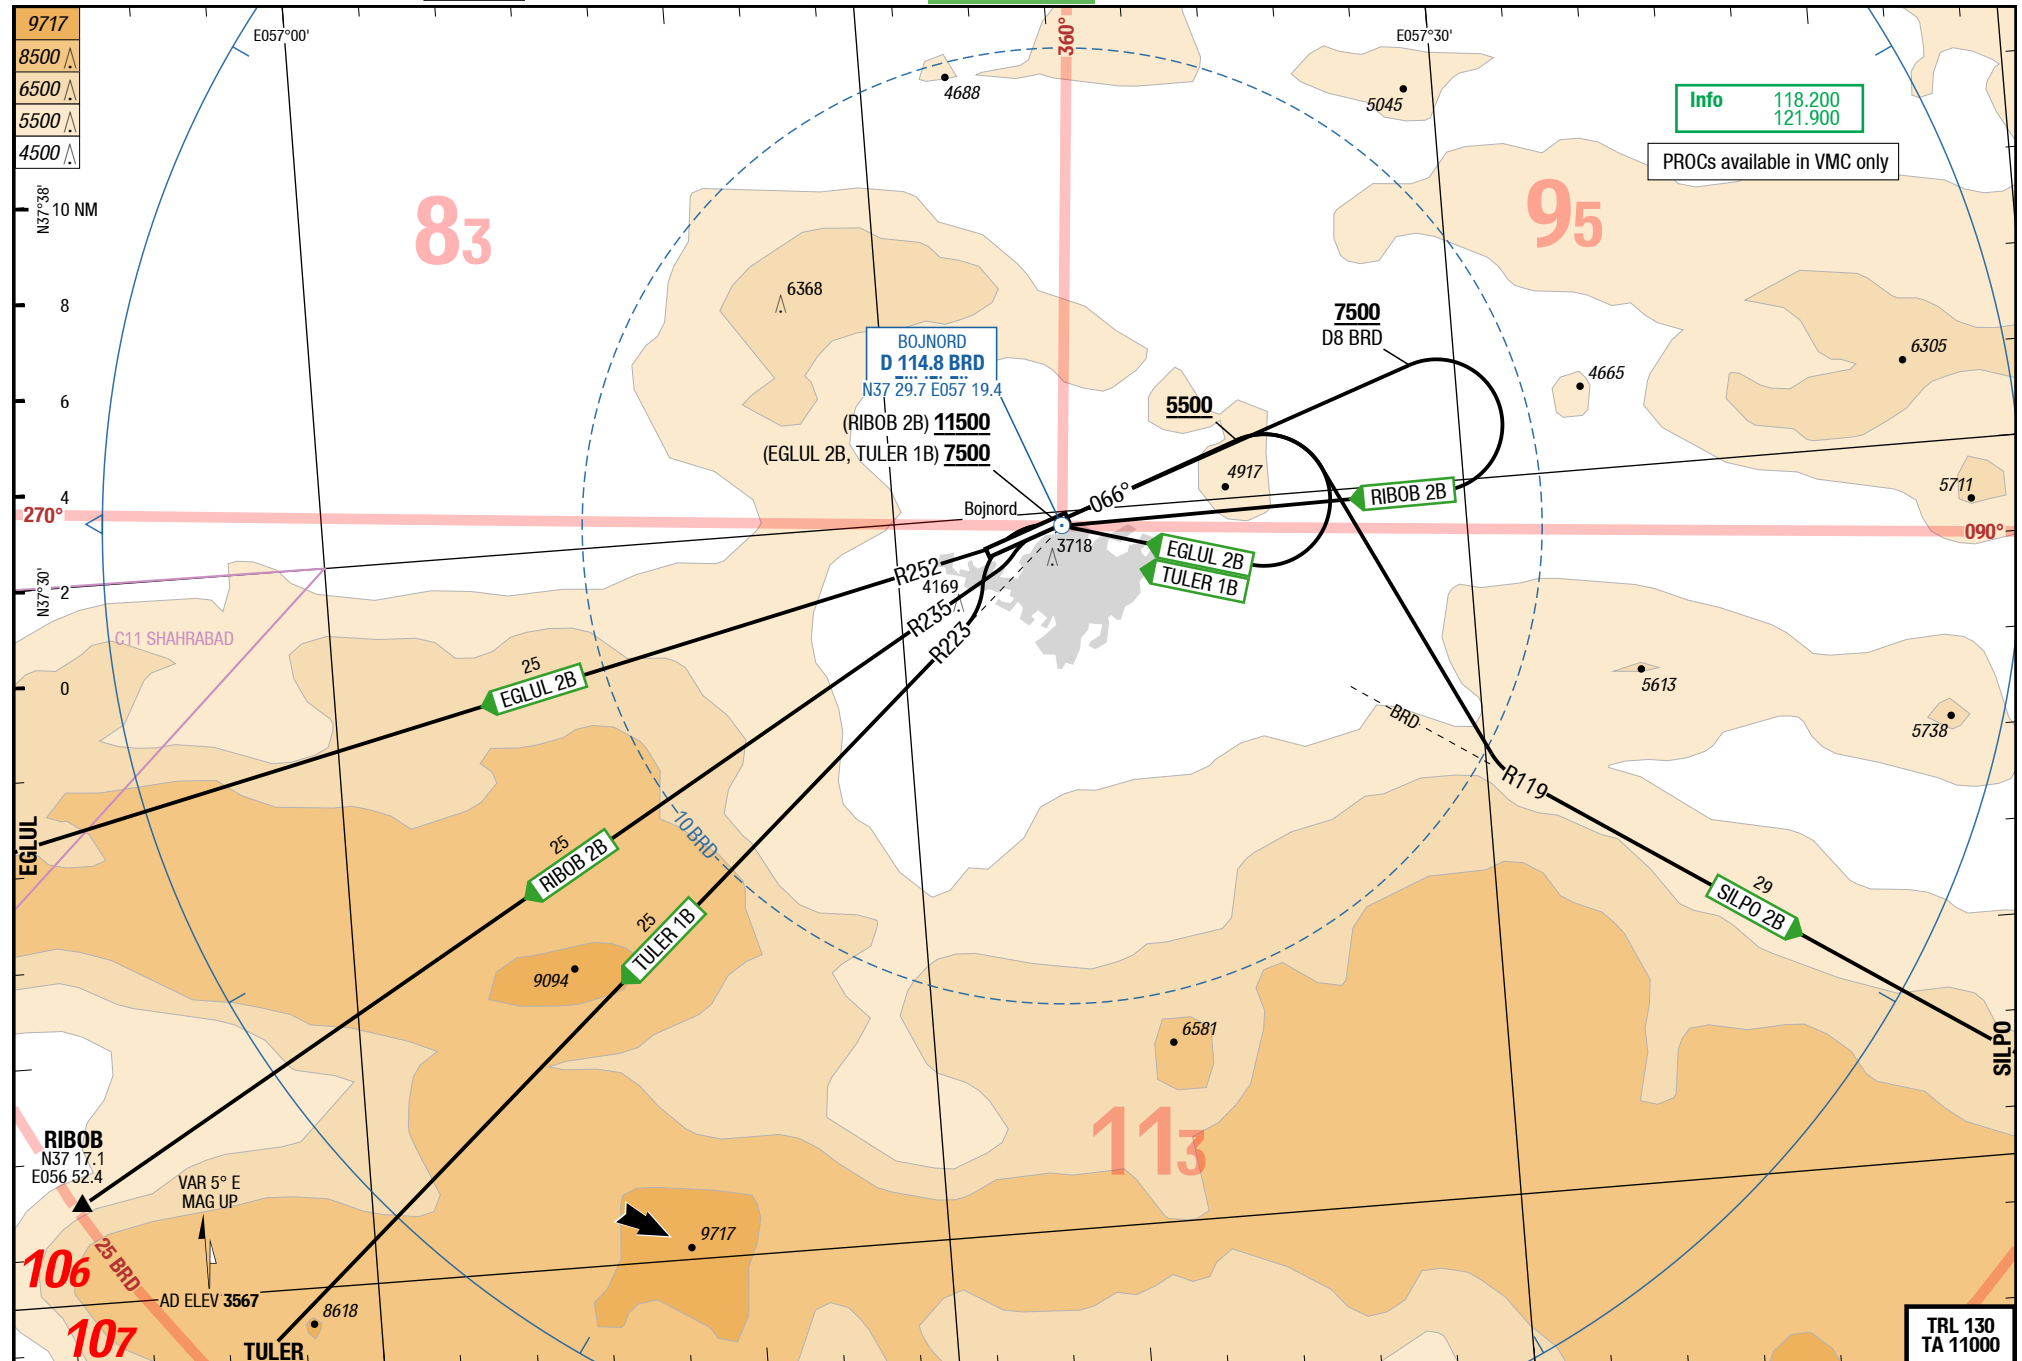 9717
8500
6500
5500
4500
E057°00'
360°
E057°30'
4688
5045
Info 118.200
121.900
PROCs available in VMC only
N37°38'
10 NM
8
6
4
2
0
N37°30'
83
95
6368
BOJNORD
D 114.8 BRD
N37 29.7 E057 19.4
(RIBOB 2B) 11500
(EGLUL 2B, TULER 1B) 7500
7500
D8 BRD
5500
4665
6305
4917
5711
270°
090°
Bojnord
066°
RIBOB 2B
3718
EGLUL 2B
TULER 1B
R252
4169
R235
R223
C11 SHAHRABAD
25
EGLUL 2B
5613
BRD
5738
R119
EGLUL
10 BRD
25
RIBOB 2B
29
SILPO 2B
25
TULER 1B
9094
6581
SILPO
113
RIBOB
N37 17.1
E056 52.4
VAR 5° E
MAG UP
9717
25 BRD
106
AD ELEV 3567
107
8618
TULER
TRL 130
TA 11000